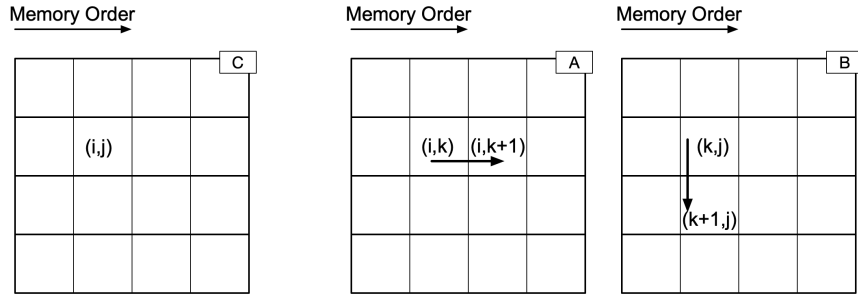 Memory Order
Memory Order
Memory Order
C
A
B
(i,j)
(i,k) (i,k+1)
(k,j)
(k+1,j)